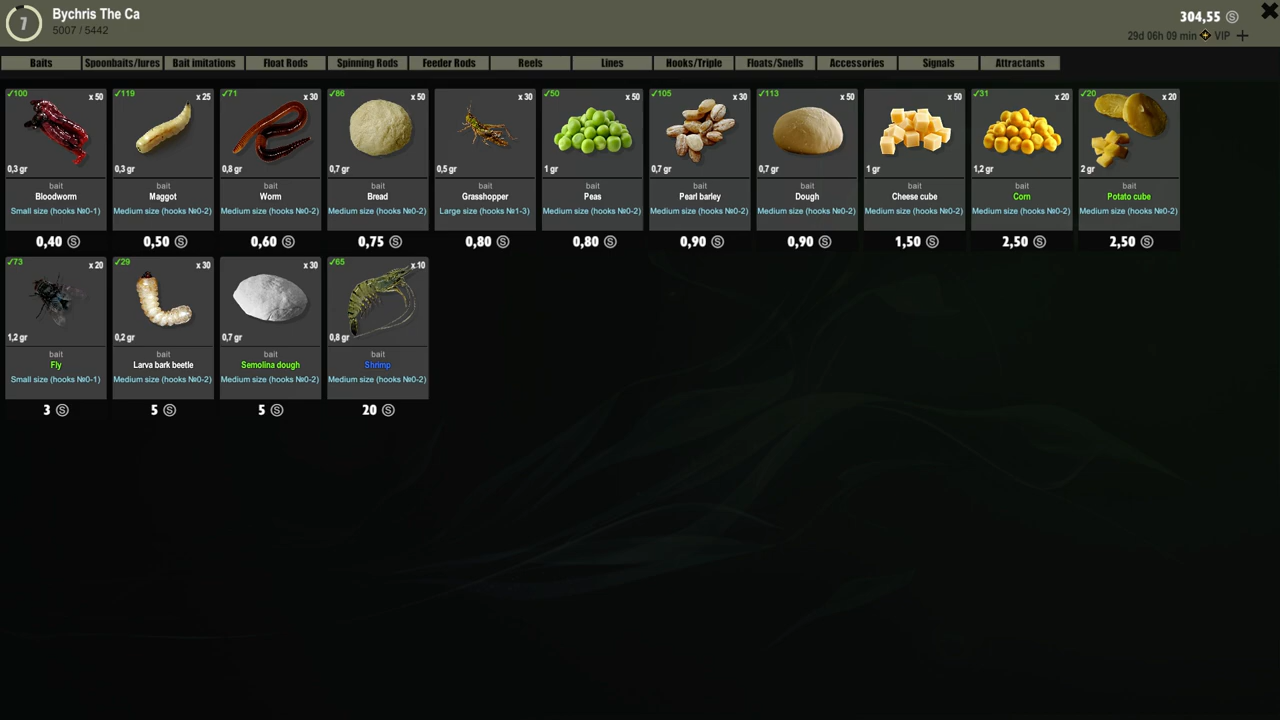 7
Bychris The Ca
5007 / 5442
304,55 Ⓢ
29d 06h 09 min VIP +
Baits Spoonbaits/lures Bait imitations Float Rods Spinning Rods Feeder Rods Reels Lines Hooks/Triple Floats/Snells Accessories Signals Attractants
✓100 x 50 ✓119 x 25 ✓71 x 30 ✓86 x 50 x 30 ✓50 x 50 ✓105 x 30 ✓113 x 50 x 50 ✓31 x 20 ✓20 x 20
0,3 gr 0,3 gr 0,8 gr 0,7 gr 0,5 gr 1 gr 0,7 gr 0,7 gr 1 gr 1,2 gr 2 gr
bait bait bait bait bait bait bait bait bait bait bait
Bloodworm Maggot Worm Bread Grasshopper Peas Pearl barley Dough Cheese cube Corn Potato cube
Small size (hooks №0-1) Medium size (hooks №0-2) Medium size (hooks №0-2) Medium size (hooks №0-2) Large size (hooks №1-3) Medium size (hooks №0-2) Medium size (hooks №0-2) Medium size (hooks №0-2) Medium size (hooks №0-2) Medium size (hooks №0-2) Medium size (hooks №0-2)
0,40 Ⓢ 0,50 Ⓢ 0,60 Ⓢ 0,75 Ⓢ 0,80 Ⓢ 0,80 Ⓢ 0,90 Ⓢ 0,90 Ⓢ 1,50 Ⓢ 2,50 Ⓢ 2,50 Ⓢ
✓73 x 20 ✓29 x 30 x 30 ✓65 x 10
1,2 gr 0,2 gr 0,7 gr 0,8 gr
bait bait bait bait
Fly Larva bark beetle Semolina dough Shrimp
Small size (hooks №0-1) Medium size (hooks №0-2) Medium size (hooks №0-2) Medium size (hooks №0-2)
3 Ⓢ 5 Ⓢ 5 Ⓢ 20 Ⓢ